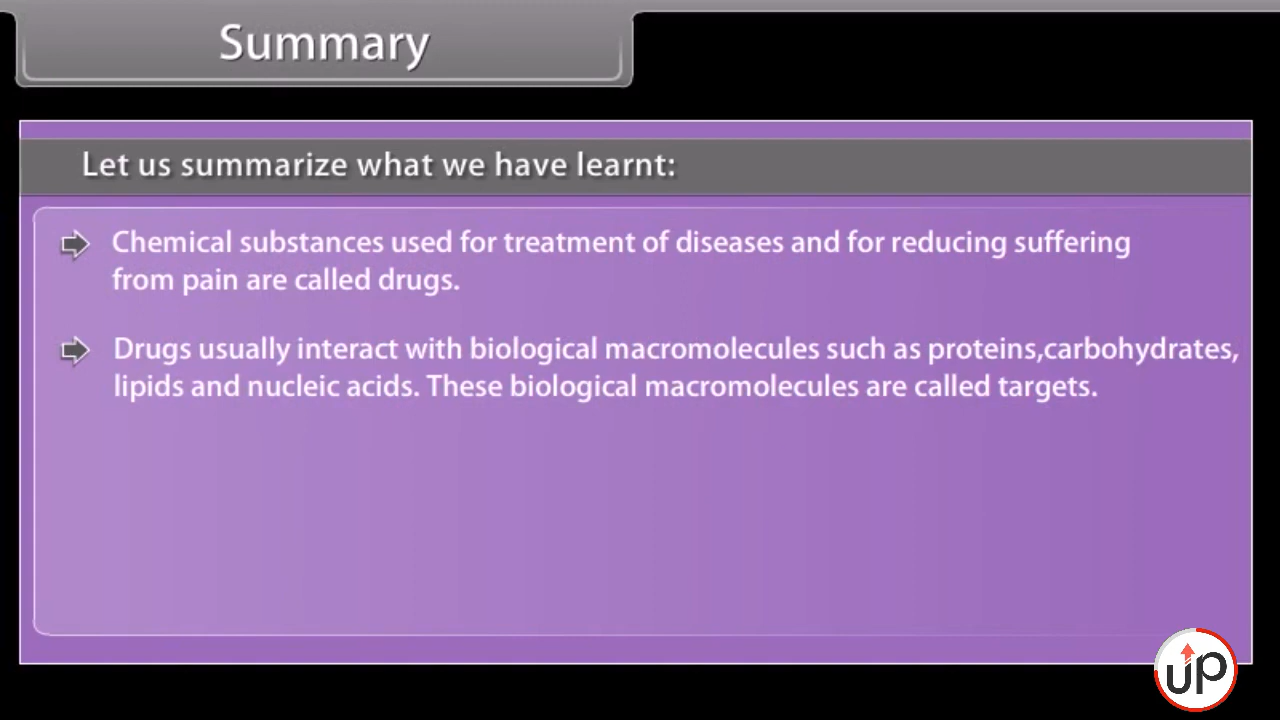 Summary
Let us summarize what we have learnt:
Chemical substances used for treatment of diseases and for reducing suffering
from pain are called drugs.
Drugs usually interact with biological macromolecules such as proteins,carbohydrates,
lipids and nucleic acids. These biological macromolecules are called targets.
UP